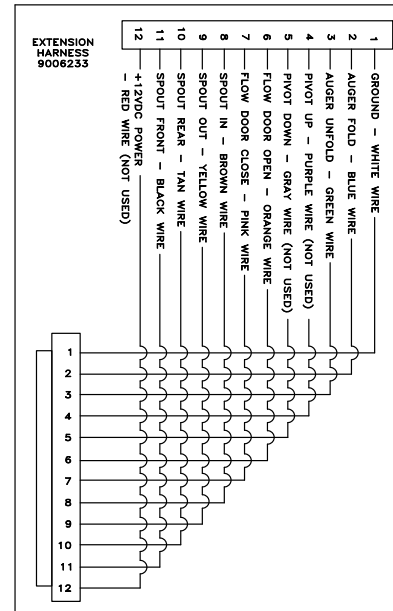 EXTENSION
HARNESS
9006233
12 11 10 9 8 7 6 5 4 3 2 1
GROUND – WHITE WIRE
AUGER FOLD – BLUE WIRE
AUGER UNFOLD – GREEN WIRE
PIVOT UP – PURPLE WIRE (NOT USED)
PIVOT DOWN – GRAY WIRE (NOT USED)
FLOW DOOR OPEN – ORANGE WIRE
FLOW DOOR CLOSE – PINK WIRE
SPOUT IN – BROWN WIRE
SPOUT OUT – YELLOW WIRE
SPOUT REAR – TAN WIRE
SPOUT FRONT – BLACK WIRE
+12VDC POWER
– RED WIRE (NOT USED)
1
2
3
4
5
6
7
8
9
10
11
12